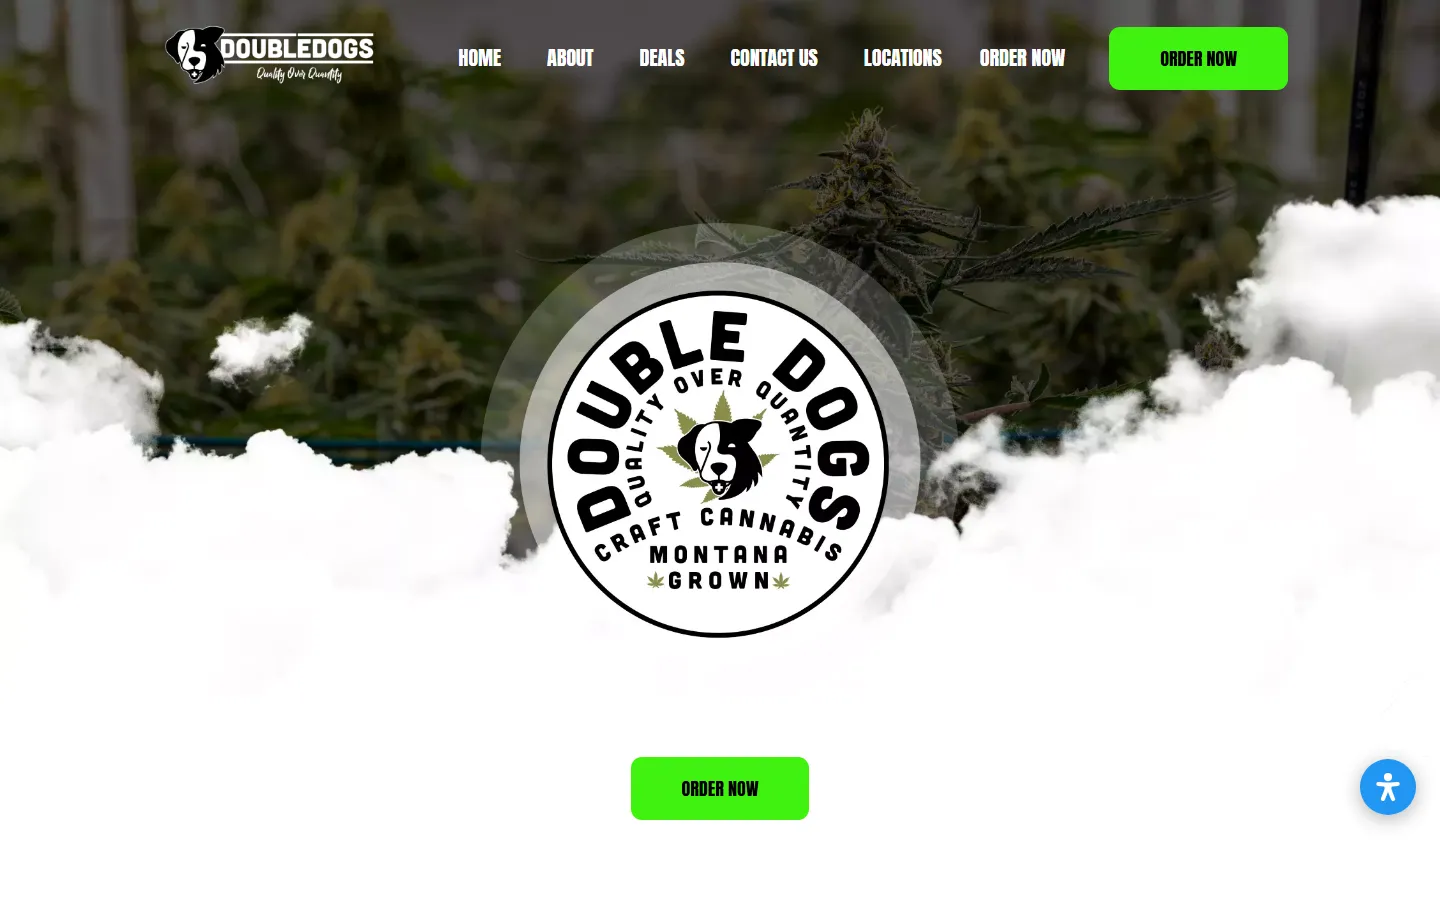 DOUBLEDOGS
Quality Over Quantity
HOME
ABOUT
DEALS
CONTACT US
LOCATIONS
ORDER NOW
ORDER NOW
DOUBLE DOGS
QUALITY OVER QUANTITY
CRAFT CANNABIS
MONTANA
GROWN
ORDER NOW